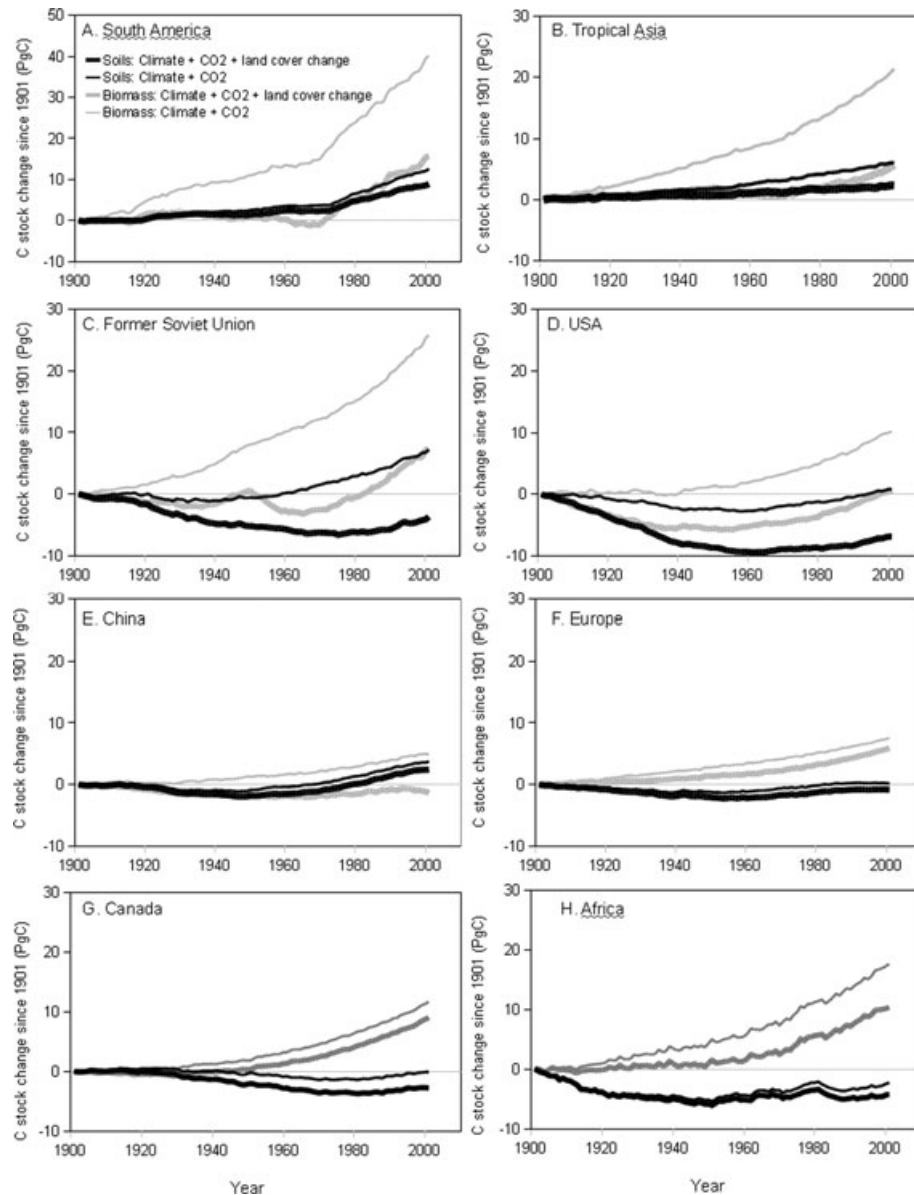 A. South America
Soils: Climate + CO2 + land cover change
Soils: Climate + CO2
Biomass: Climate + CO2 + land cover change
Biomass: Climate + CO2
C stock change since 1901 (PgC)
50
40
30
20
10
0
-10
1900 1920 1940 1960 1980 2000
B. Tropical Asia
C stock change since 1901 (PgC)
30
20
10
0
-10
1900 1920 1940 1960 1980 2000
C. Former Soviet Union
C stock change since 1901 (PgC)
30
20
10
0
-10
1900 1920 1940 1960 1980 2000
D. USA
C stock change since 1901 (PgC)
30
20
10
0
-10
1900 1920 1940 1960 1980 2000
E. China
C stock change since 1901 (PgC)
30
20
10
0
-10
1900 1920 1940 1960 1980 2000
F. Europe
C stock change since 1901 (PgC)
30
20
10
0
-10
1900 1920 1940 1960 1980 2000
G. Canada
C stock change since 1901 (PgC)
30
20
10
0
-10
1900 1920 1940 1960 1980 2000
Year
H. Africa
C stock change since 1901 (PgC)
30
20
10
0
-10
1900 1920 1940 1960 1980 2000
Year